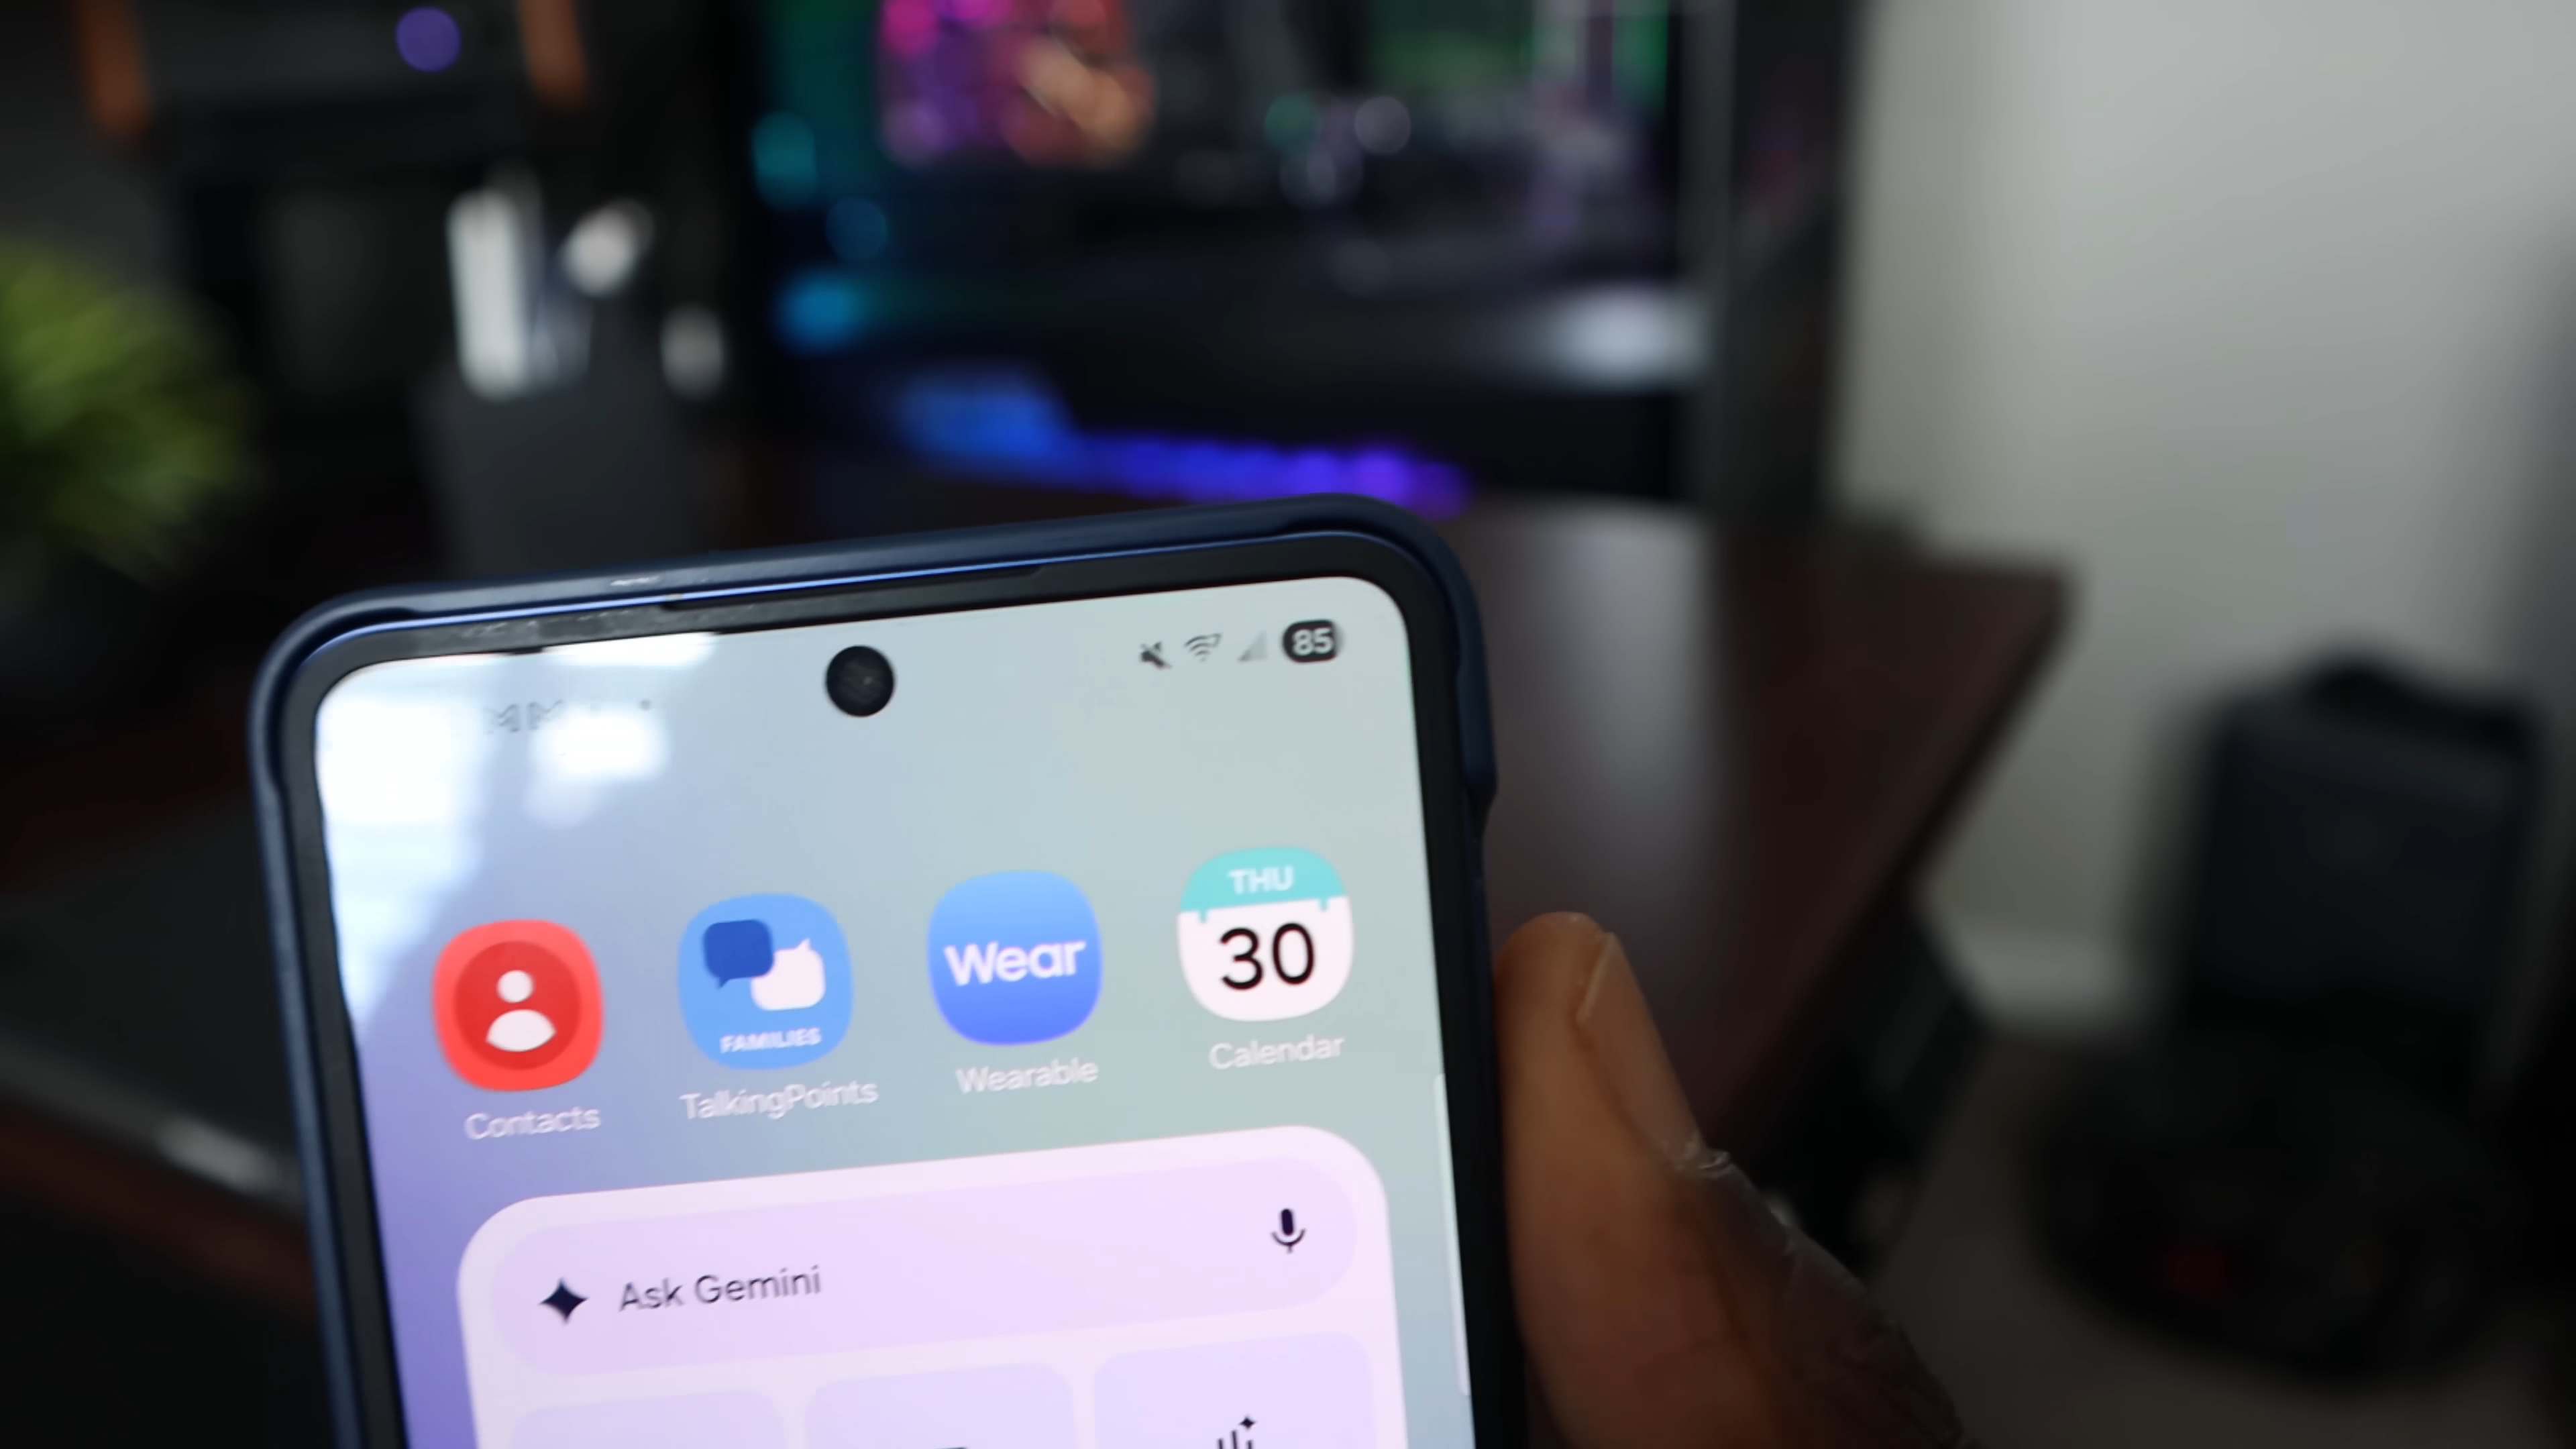 85
THU
30
Wear
FAMILIES
Contacts
TalkingPoints
Wearable
Calendar
Ask Gemini